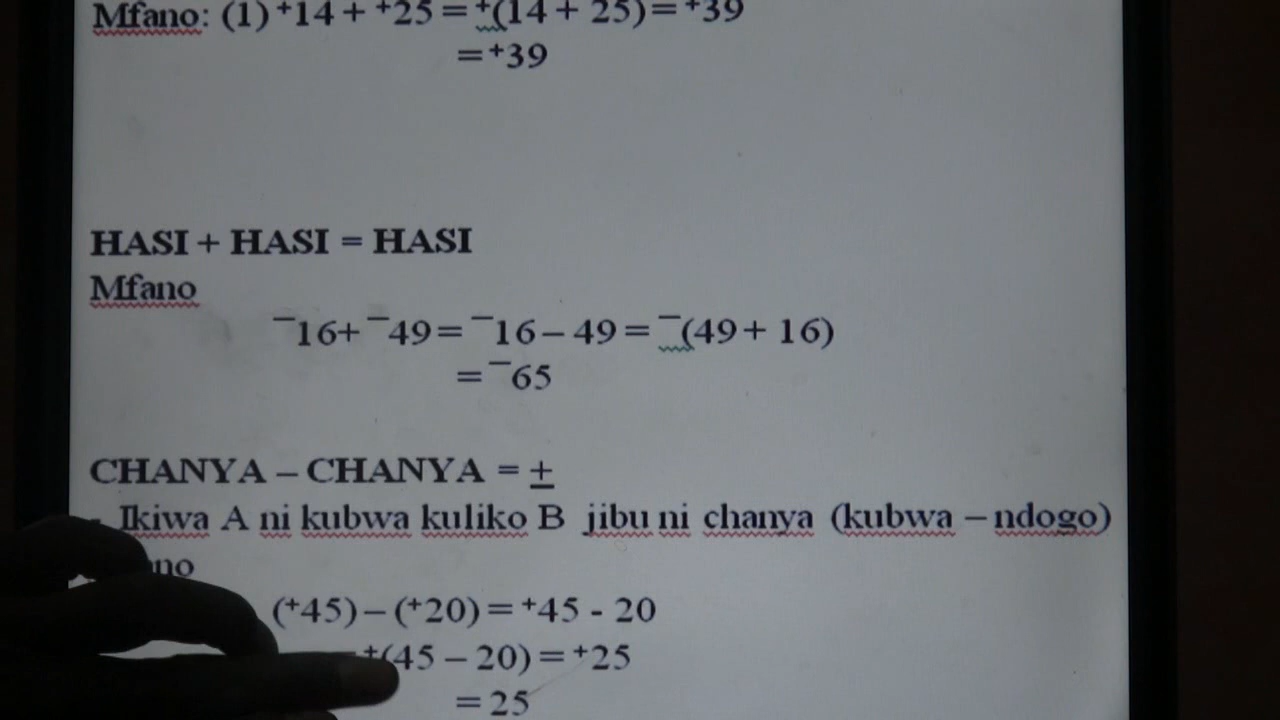 Mfano: (1) ⁺14 + ⁺25 = ⁺(14 + 25) = ⁺39
= ⁺39
HASI + HASI = HASI
Mfano
⁻16+ ⁻49 = ⁻16 – 49 = ⁻(49 + 16)
= ⁻65
CHANYA – CHANYA = ±
Ikiwa A ni kubwa kuliko B jibu ni chanya (kubwa – ndogo)
(⁺45) – (⁺20) = ⁺45 - 20
⁺(45 – 20) = ⁺25
= 25